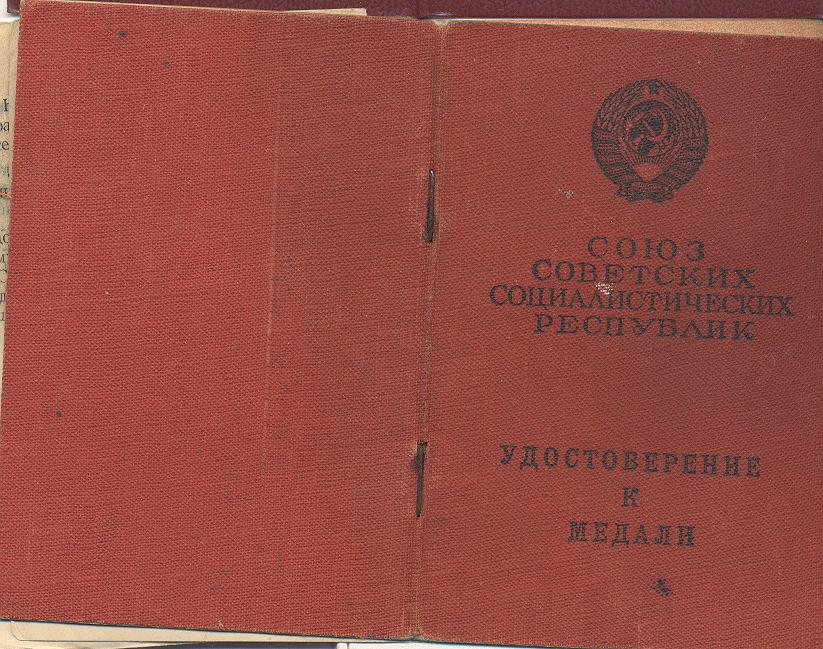 СОЮЗ
СОВЕТСКИХ
СОЦИАЛИСТИЧЕСКИХ
РЕСПУБЛИК
УДОСТОВЕРЕНИЕ
К
МЕДАЛИ